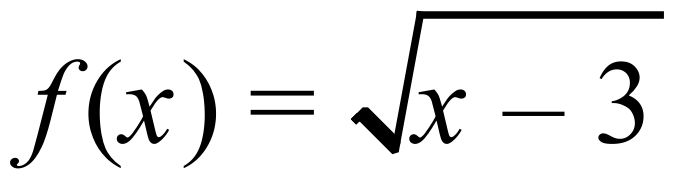 f(x) = √(x − 3)